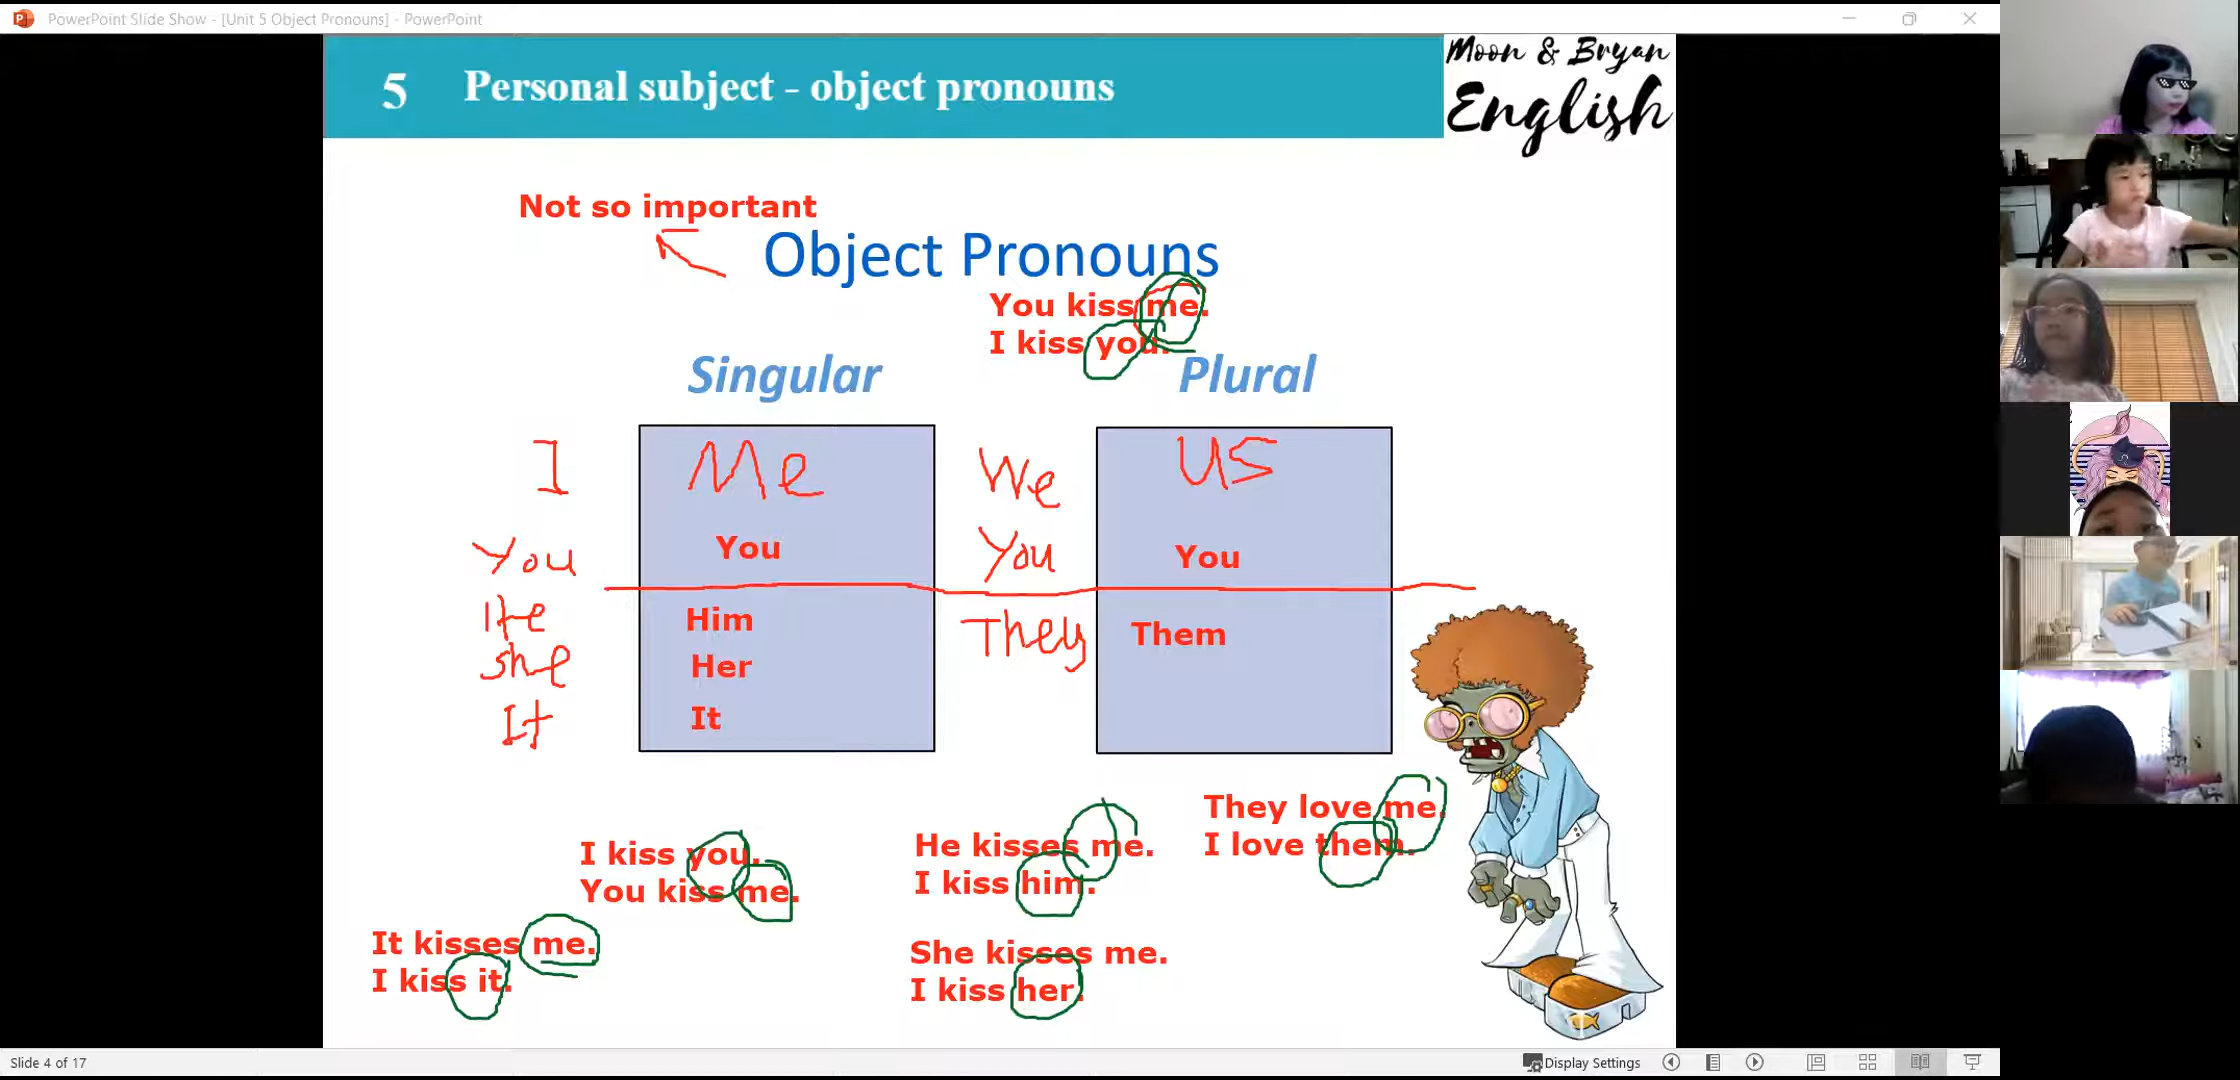 PowerPoint Slide Show - [Unit 5 Object Pronouns] - PowerPoint
5 Personal subject - object pronouns
Moon & Bryan
English
Not so important
Object Pronouns
You kiss me.
I kiss you.
Singular
Plural
I Me We US
You You You You
He Him They Them
She Her
It It
They love me.
I love them.
I kiss you.
You kiss me.
He kisses me.
I kiss him.
It kisses me.
I kiss it.
She kisses me.
I kiss her.
Slide 4 of 17
Display Settings